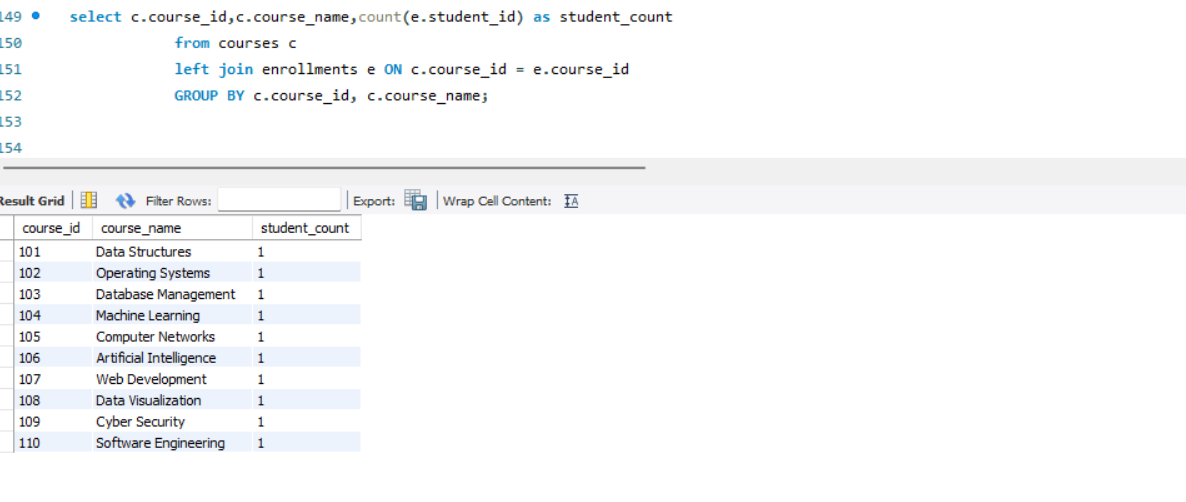 149 select c.course_id,c.course_name,count(e.student_id) as student_count
150 from courses c
151 left join enrollments e ON c.course_id = e.course_id
152 GROUP BY c.course_id, c.course_name;
153
154
Result Grid Filter Rows: Export: Wrap Cell Content: IA
course_id course_name student_count
101 Data Structures 1
102 Operating Systems 1
103 Database Management 1
104 Machine Learning 1
105 Computer Networks 1
106 Artificial Intelligence 1
107 Web Development 1
108 Data Visualization 1
109 Cyber Security 1
110 Software Engineering 1